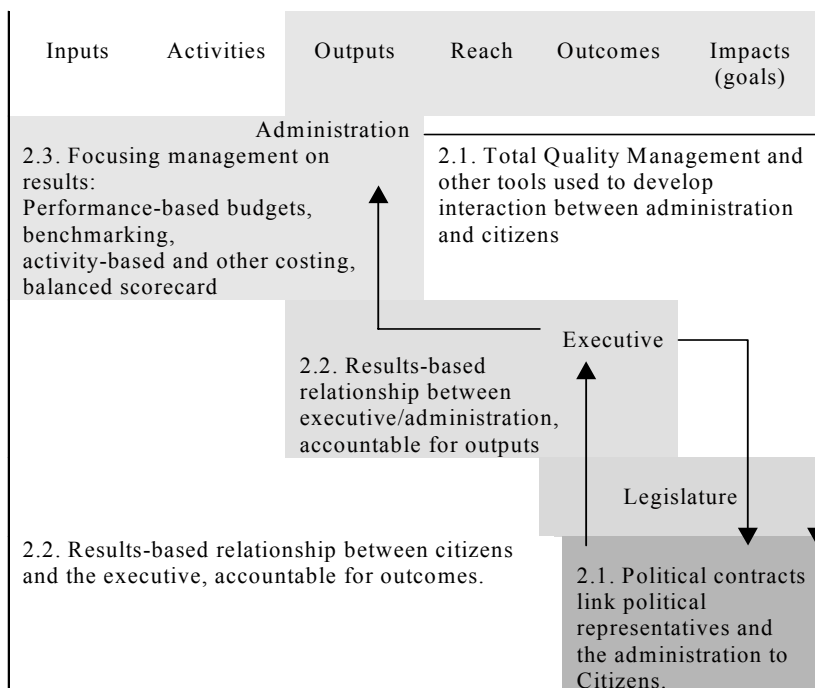 Inputs Activities Outputs Reach Outcomes Impacts
(goals)
Administration
2.3. Focusing management on
results:
Performance-based budgets,
benchmarking,
activity-based and other costing,
balanced scorecard
2.1. Total Quality Management and
other tools used to develop
interaction between administration
and citizens
Executive
2.2. Results-based
relationship between
executive/administration,
accountable for outputs
Legislature
2.2. Results-based relationship between citizens
and the executive, accountable for outcomes.
2.1. Political contracts
link political
representatives and
the administration to
Citizens.